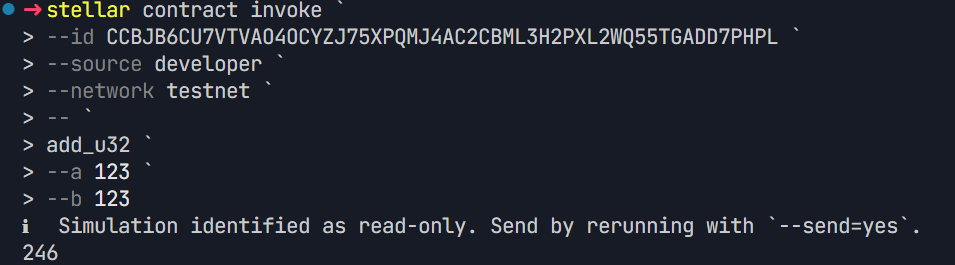 → stellar contract invoke `
> --id CCBJB6CU7VTVAO4OCYZJ75XPQMJ4AC2CBML3H2PXL2WQ55TGADD7PHPL `
> --source developer `
> --network testnet `
> -- `
> add_u32 `
> --a 123 `
> --b 123
ℹ Simulation identified as read-only. Send by rerunning with `--send=yes`.
246